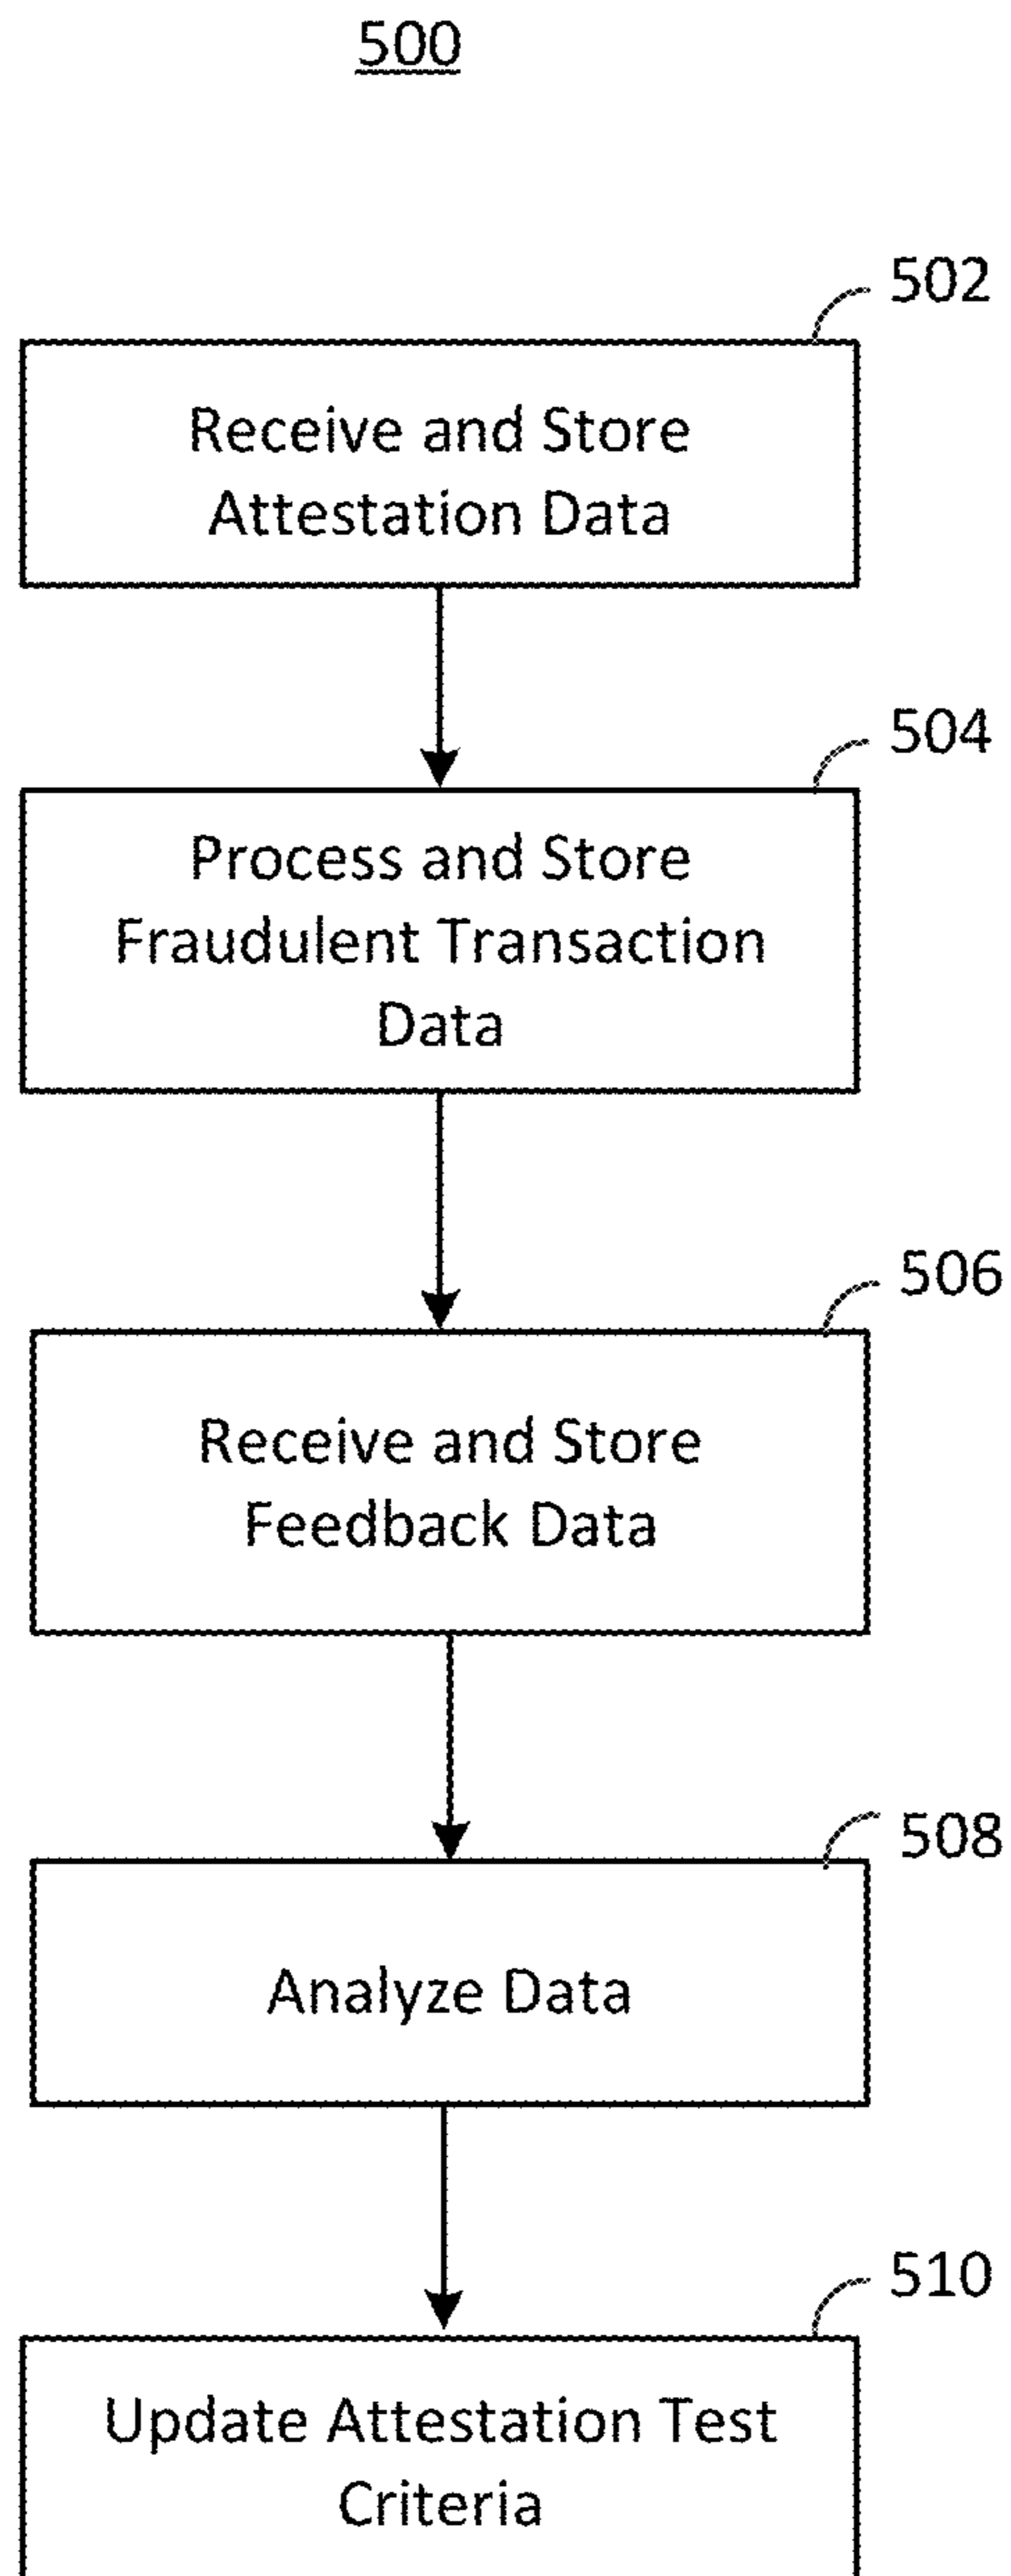 500
502
Receive and Store
Attestation Data
504
Process and Store
Fraudulent Transaction
Data
506
Receive and Store
Feedback Data
508
Analyze Data
510
Update Attestation Test
Criteria